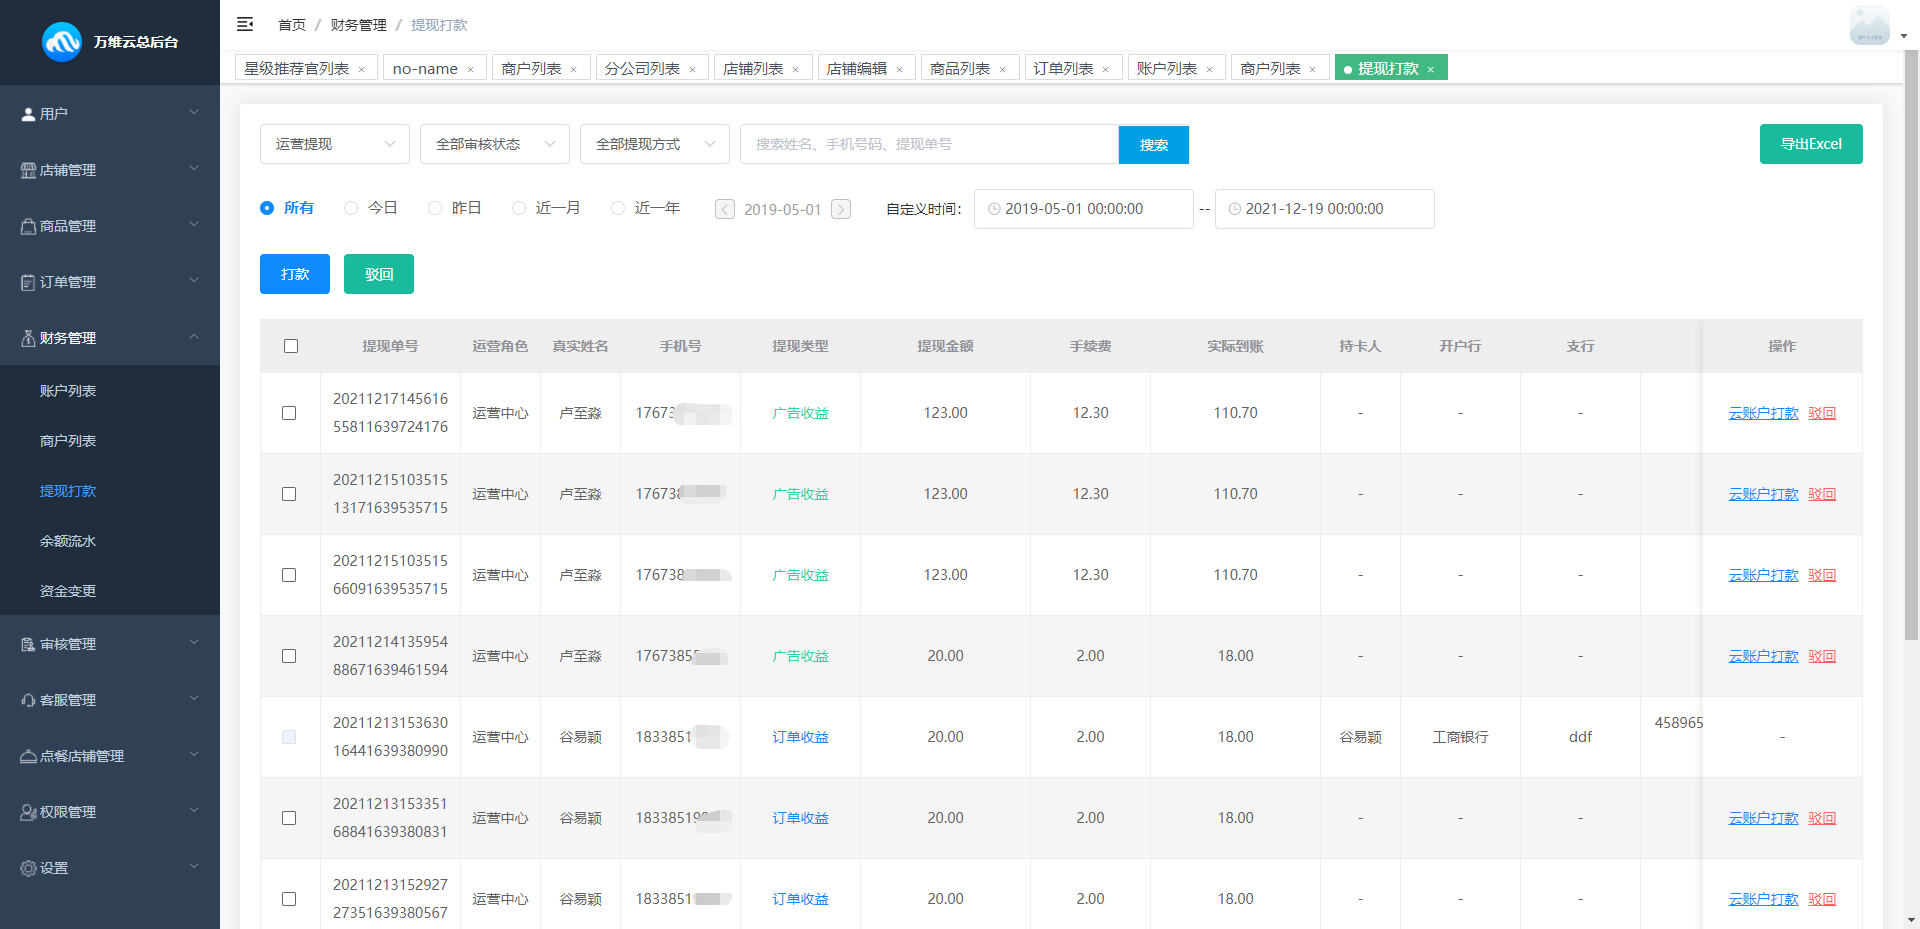 万维云总后台
首页 / 财务管理 / 提现打款
星级推荐官列表 × no-name × 商户列表 × 分公司列表 × 店铺列表 × 店铺编辑 × 商品列表 × 订单列表 × 账户列表 × 商户列表 × 提现打款 ×
用户
店铺管理
商品管理
订单管理
财务管理
账户列表
商户列表
提现打款
余额流水
资金变更
审核管理
客服管理
点餐店铺管理
权限管理
设置
运营提现 全部审核状态 全部提现方式 搜索姓名、手机号码、提现单号 搜索 导出Excel
所有 今日 昨日 近一月 近一年 2019-05-01 自定义时间： 2019-05-01 00:00:00 -- 2021-12-19 00:00:00
打款 驳回
提现单号 运营角色 真实姓名 手机号 提现类型 提现金额 手续费 实际到账 持卡人 开户行 支行 操作
20211217145616
55811639724176
运营中心 卢至淼 17673 广告收益 123.00 12.30 110.70 - - - 云账户打款 驳回
20211215103515
13171639535715
运营中心 卢至淼 17673 广告收益 123.00 12.30 110.70 - - - 云账户打款 驳回
20211215103515
66091639535715
运营中心 卢至淼 176738 广告收益 123.00 12.30 110.70 - - - 云账户打款 驳回
20211214135954
88671639461594
运营中心 卢至淼 1767385 广告收益 20.00 2.00 18.00 - - - 云账户打款 驳回
20211213153630
16441639380990
运营中心 谷易颖 1833851 订单收益 20.00 2.00 18.00 谷易颖 工商银行 ddf 458965 -
20211213153351
68841639380831
运营中心 谷易颖 1833851 订单收益 20.00 2.00 18.00 - - - 云账户打款 驳回
20211213152927
27351639380567
运营中心 谷易颖 1833851 订单收益 20.00 2.00 18.00 - - - 云账户打款 驳回